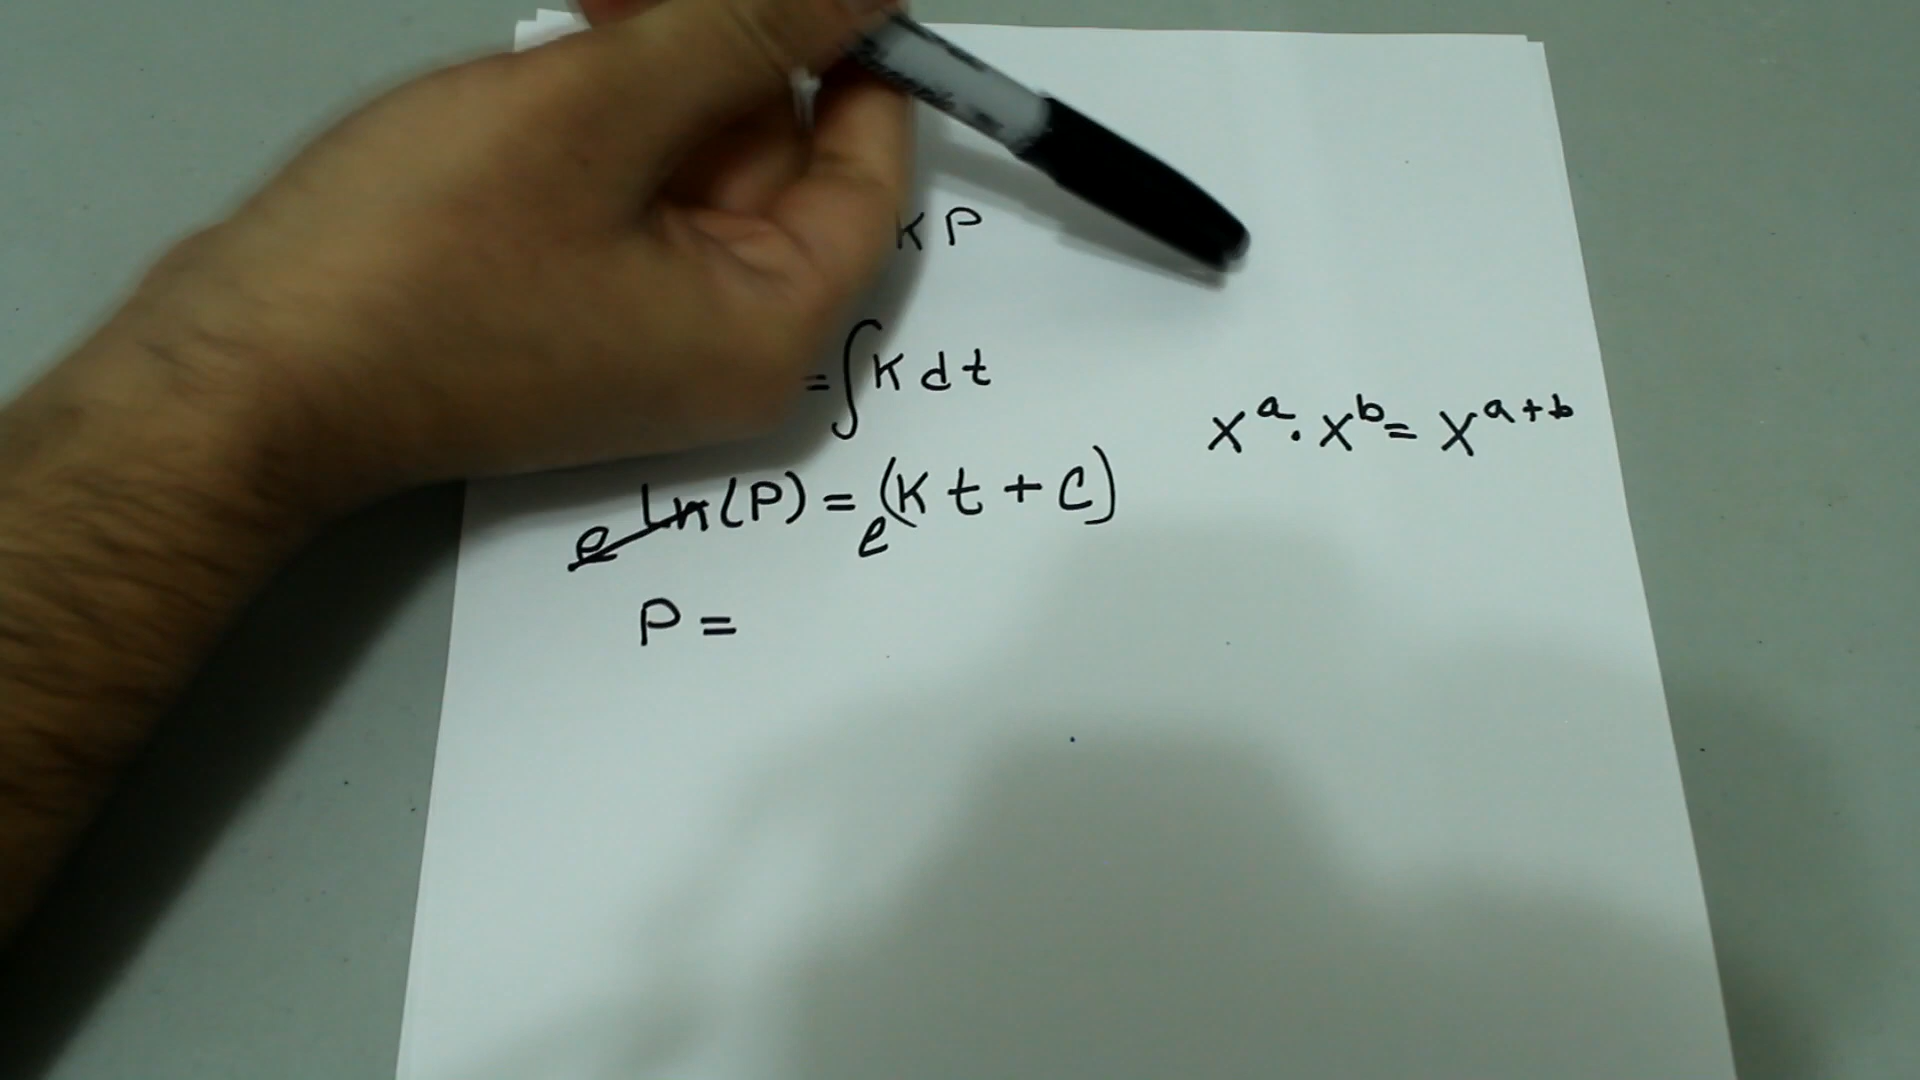 KP
= ∫K dt
e^Ln(P) = e^(Kt + C)
x^a · x^b = x^a+b
P =